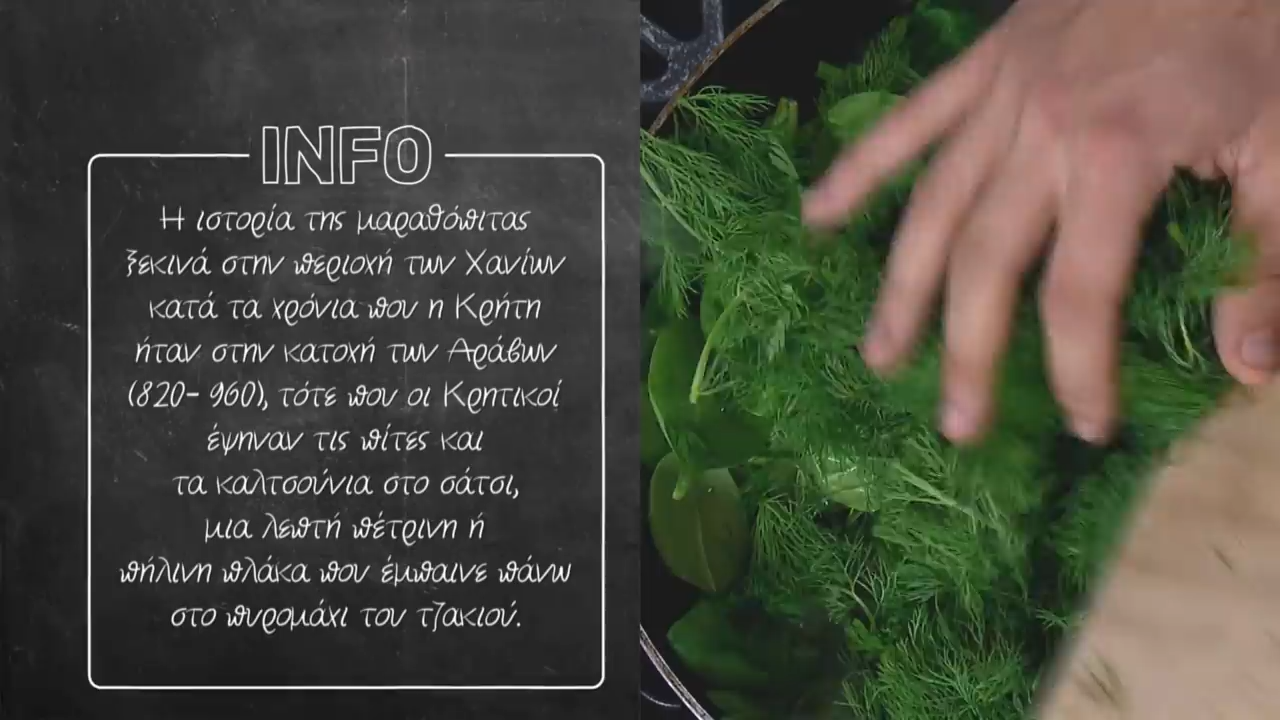 INFO
Η ιστορία της μαραθόπιτας
ξεκινά στην περιοχή των Χανίων
κατά τα χρόνια που η Κρήτη
ήταν στην κατοχή των Αράβων
(820- 960), τότε που οι Κρητικοί
έψηναν τις πίτες και
τα καλτσούνια στο σάτσι,
μια λεπτή πέτρινη ή
πήλινη πλάκα που έμπαινε πάνω
στο πυρομάχι του τζακιού.